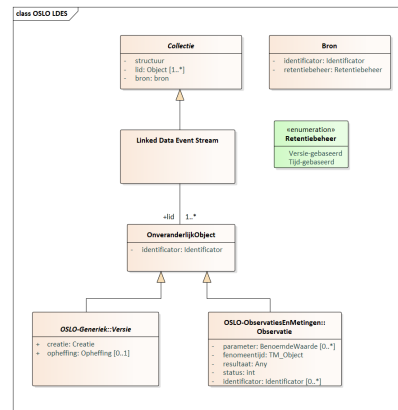 class OSLO LDES
Collectie
- structuur
- lid: Object [1..*]
- bron: bron
Bron
- identificator: Identificator
- retentiebeheer: Retentiebeheer
«enumeration»
Retentiebeheer
Versie-gebaseerd
Tijd-gebaseerd
Linked Data Event Stream
+lid 1..*
OnveranderlijkObject
- identificator: Identificator
OSLO-Generiek::Versie
+ creatie: Creatie
+ opheffing: Opheffing [0..1]
OSLO-ObservatiesEnMetingen::
Observatie
- parameter: BenoemdeWaarde [0..*]
- fenomeentijd: TM_Object
- resultaat: Any
- status: Int
- identificator: Identificator [0..*]